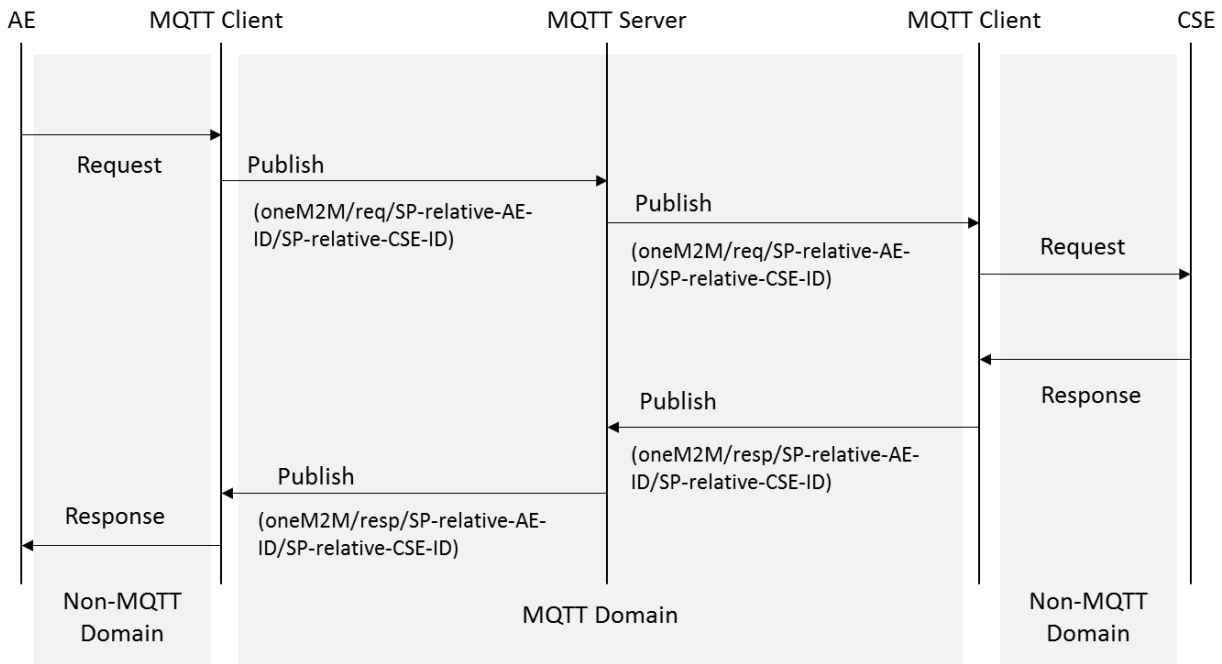 AE
MQTT Client
MQTT Server
MQTT Client
CSE
Request
Publish
(oneM2M/req/SP-relative-AE-
ID/SP-relative-CSE-ID)
Publish
(oneM2M/req/SP-relative-AE-
ID/SP-relative-CSE-ID)
Request
Response
Publish
(oneM2M/resp/SP-relative-AE-
ID/SP-relative-CSE-ID)
Publish
(oneM2M/resp/SP-relative-AE-
ID/SP-relative-CSE-ID)
Response
Non-MQTT
Domain
MQTT Domain
Non-MQTT
Domain